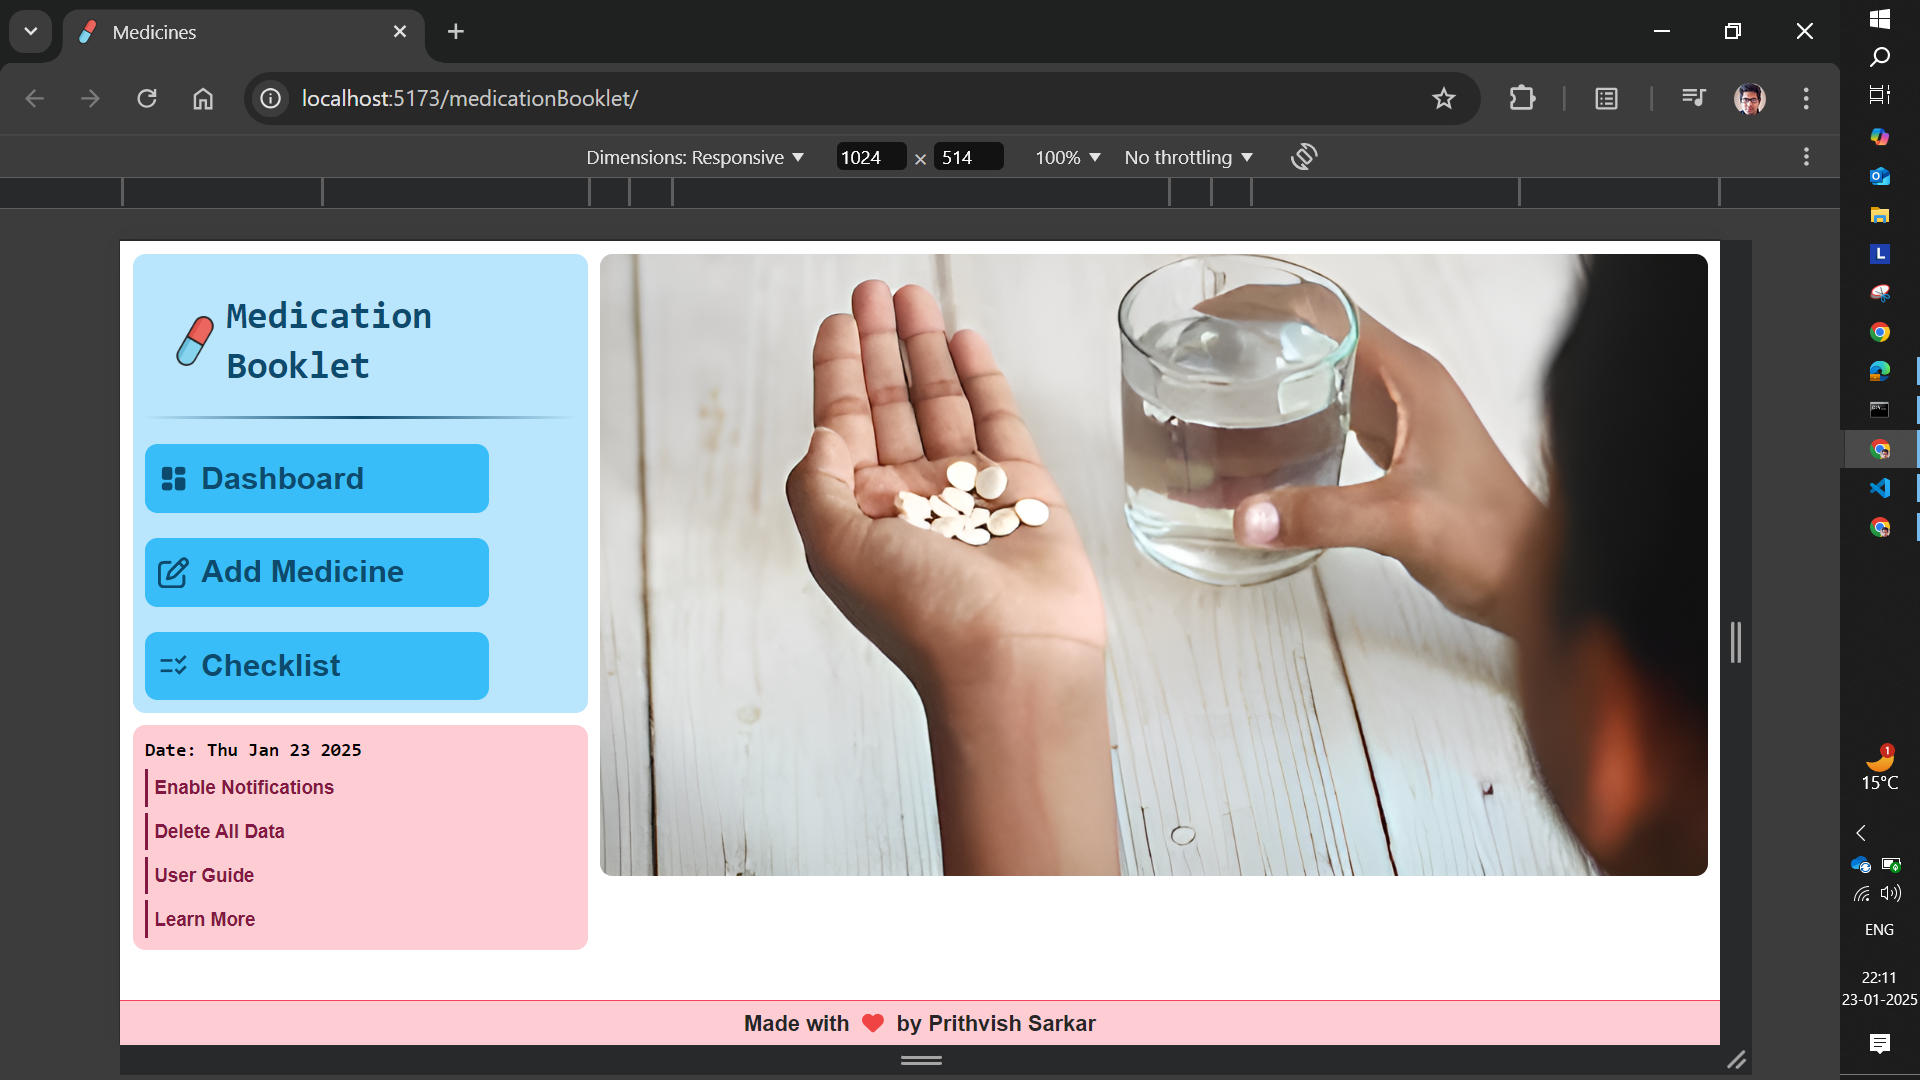 Medicines
localhost:5173/medicationBooklet/
Dimensions: Responsive 1024 × 514 100% No throttling
Medication
Booklet
Dashboard
Add Medicine
Checklist
Date: Thu Jan 23 2025
Enable Notifications
Delete All Data
User Guide
Learn More
Made with ❤ by Prithvish Sarkar
L
1
15°C
ENG
22:11
23-01-2025